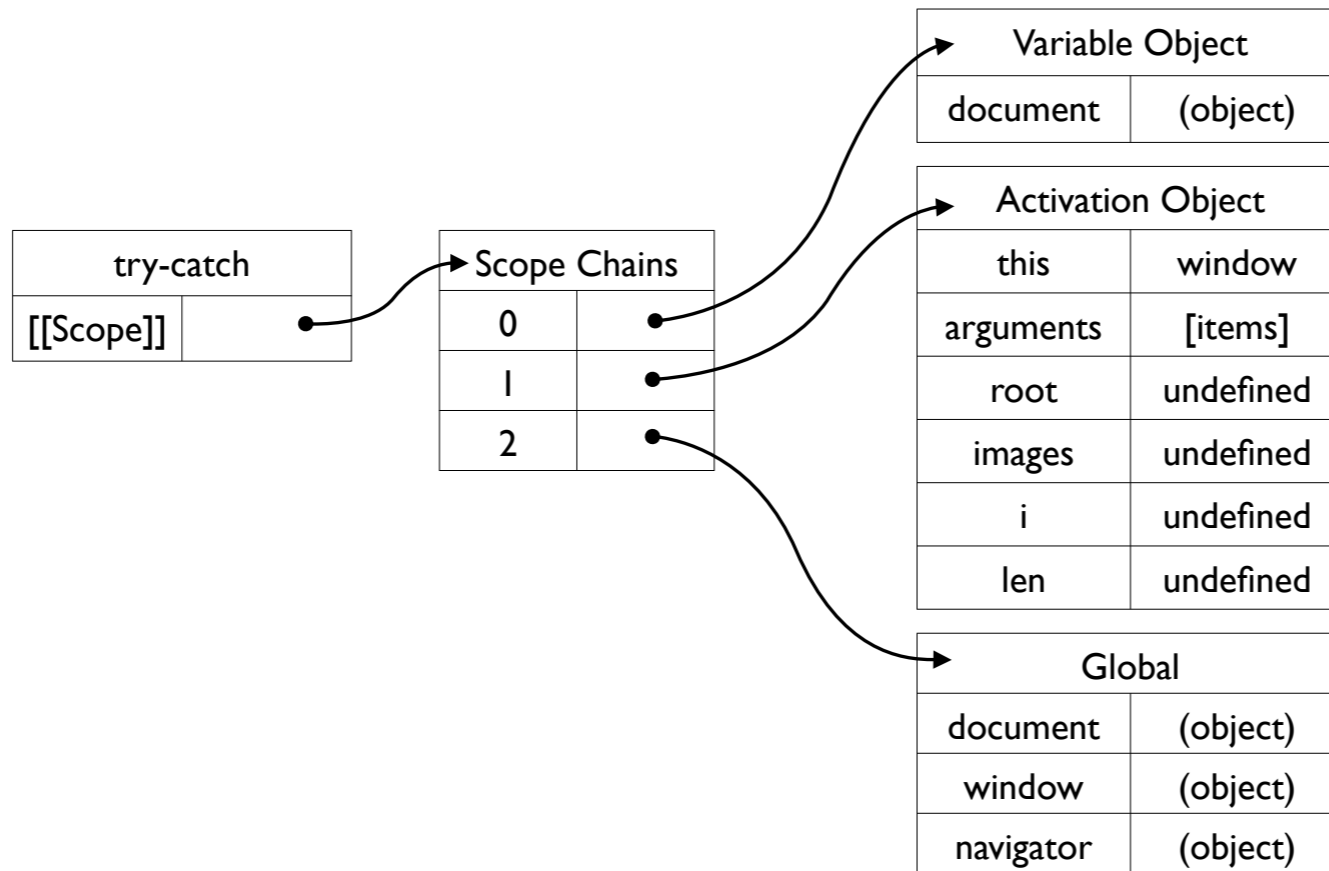 try-catch
[[Scope]]
Scope Chains
0
1
2
Variable Object
document (object)
Activation Object
this window
arguments [items]
root undefined
images undefined
i undefined
len undefined
Global
document (object)
window (object)
navigator (object)